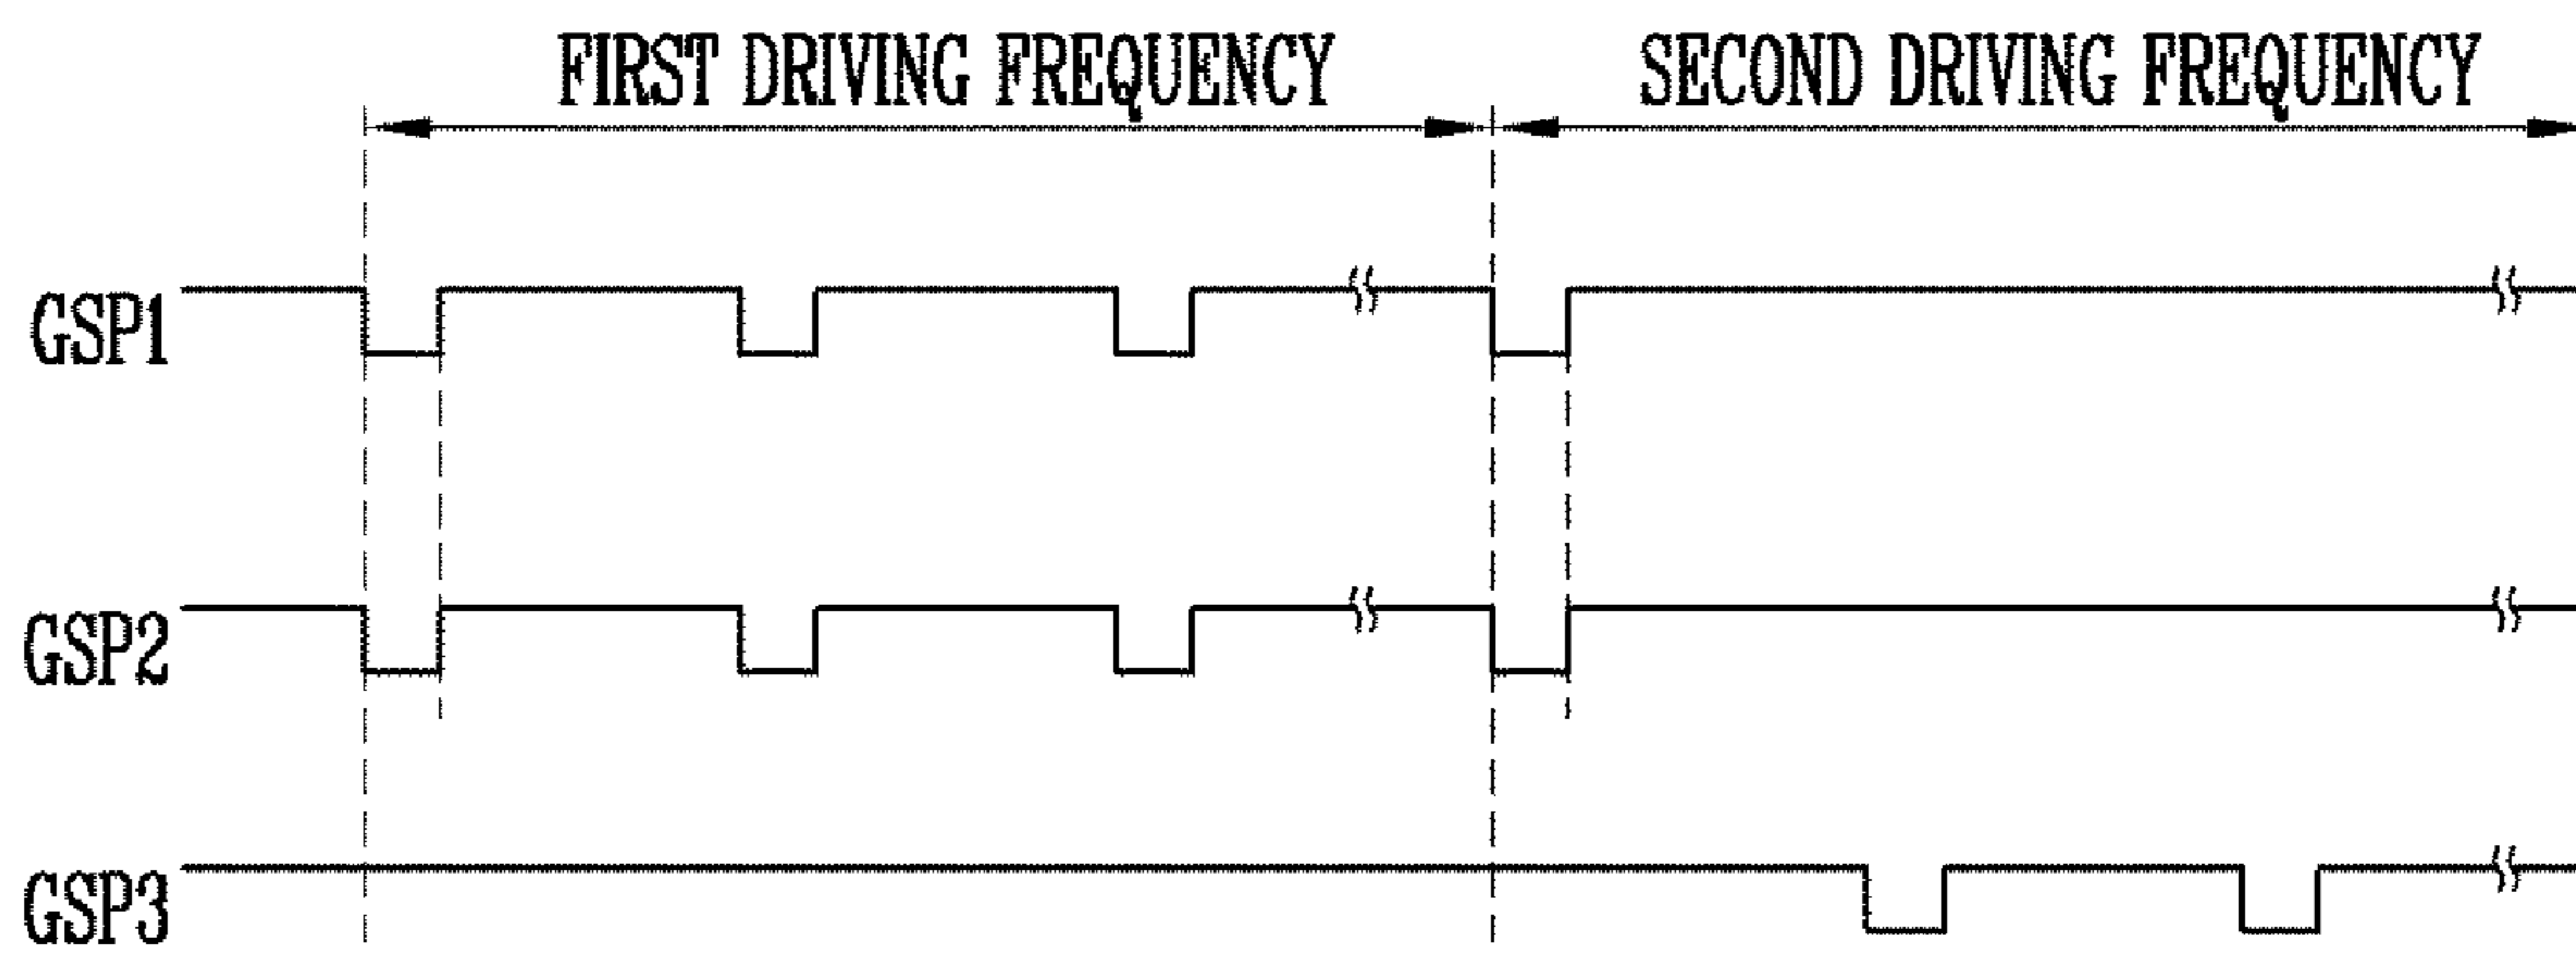 FIRST DRIVING FREQUENCY SECOND DRIVING FREQUENCY
GSP1
GSP2
GSP3